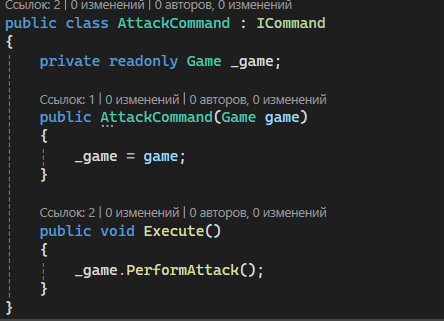 Ссылок: 2 | 0 изменений | 0 авторов, 0 изменений
public class AttackCommand : ICommand
{
private readonly Game _game;
Ссылок: 1 | 0 изменений | 0 авторов, 0 изменений
public AttackCommand(Game game)
{
_game = game;
}
Ссылок: 2 | 0 изменений | 0 авторов, 0 изменений
public void Execute()
{
_game.PerformAttack();
}
}